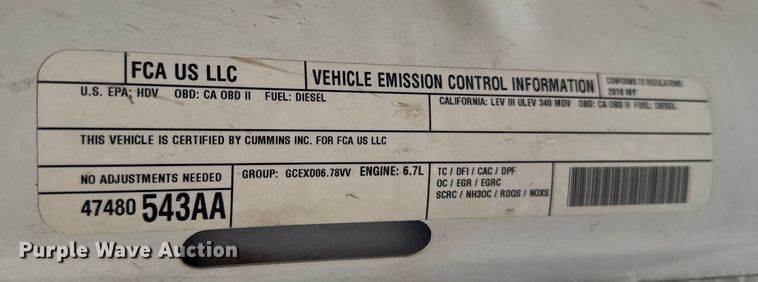 FCA US LLC
VEHICLE EMISSION CONTROL INFORMATION
CONFORMS TO REGULATIONS:
2016 MY
U.S. EPA: HDV OBD: CA OBD II FUEL: DIESEL
CALIFORNIA: LEV III ULEV 340 MDV OBD: CA OBD II FUEL: DIESEL
THIS VEHICLE IS CERTIFIED BY CUMMINS INC. FOR FCA US LLC
NO ADJUSTMENTS NEEDED
47480 543AA
GROUP: GCEXD06.78VV ENGINE: 6.7L
TC / DFI / CAC / DPF
OC / EGR / EGRC
SCRC / NH3OC / RDQS / NOXS
Purple Wave Auction